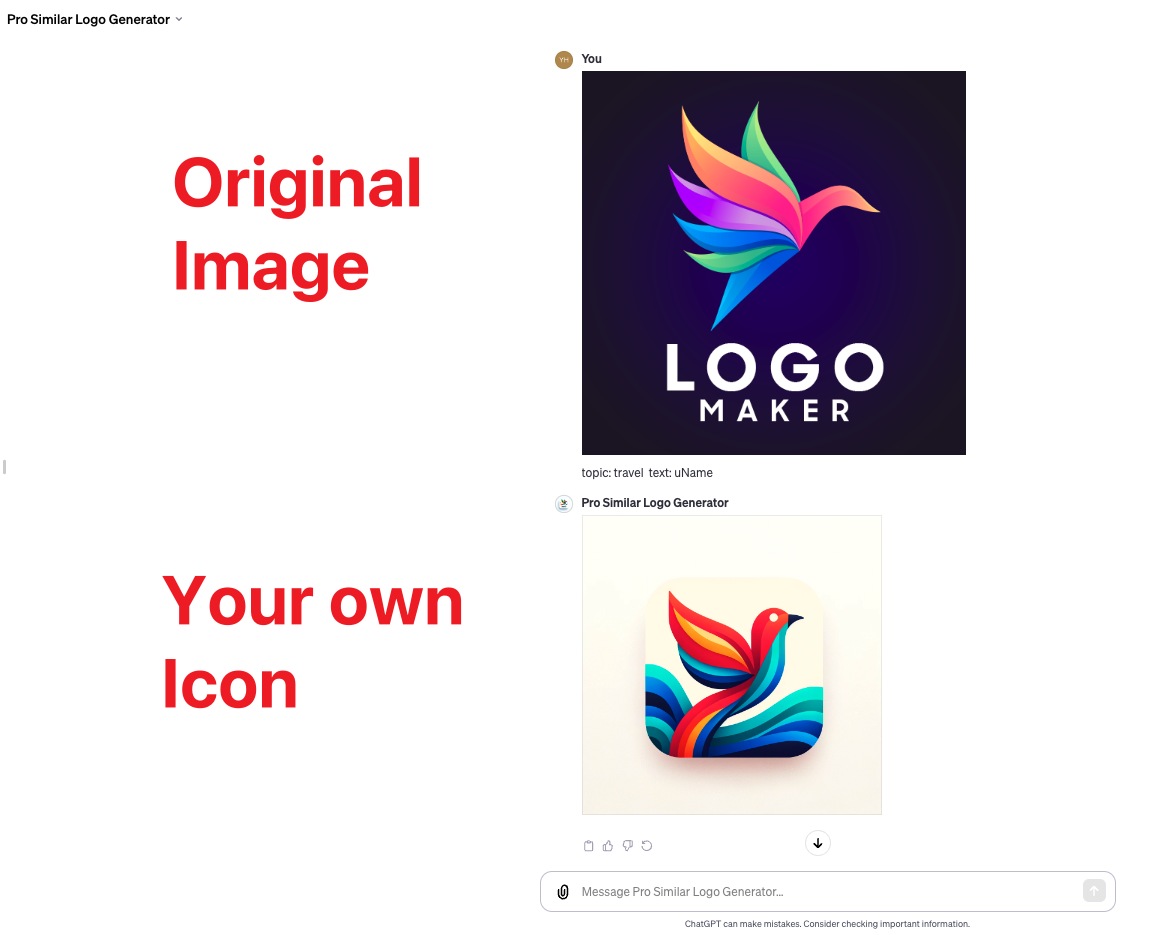 Pro Similar Logo Generator
YH
You
Original
Image
LOGO
MAKER
topic: travel  text: uName
Pro Similar Logo Generator
Your own
Icon
Message Pro Similar Logo Generator...
ChatGPT can make mistakes. Consider checking important information.